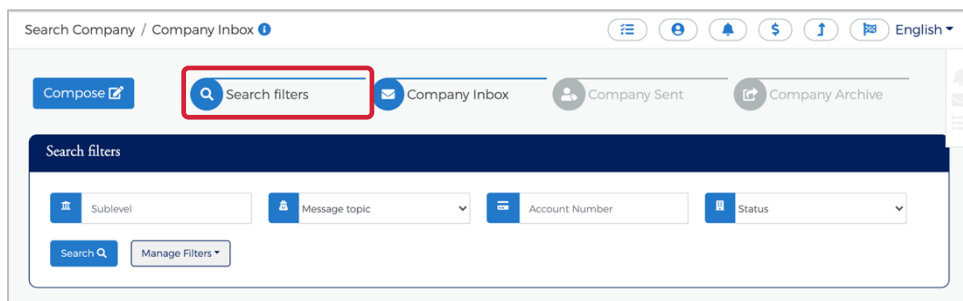 Search Company / Company Inbox
English
Compose
Search filters
Company Inbox
Company Sent
Company Archive
Search filters
Sublevel
Message topic
Account Number
Status
Search
Manage Filters